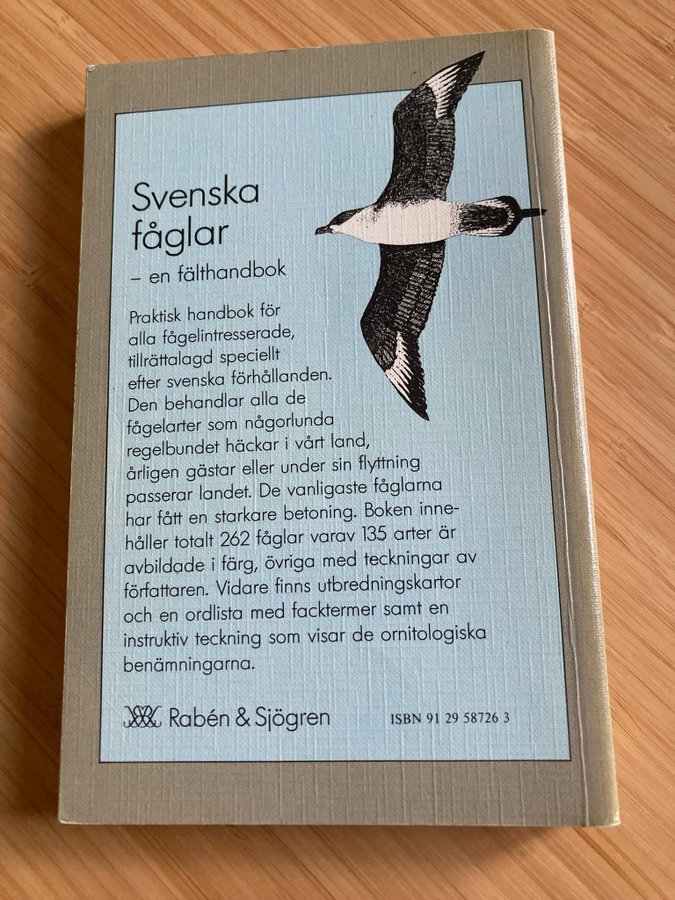 Svenska
fåglar
– en fälthandbok
Praktisk handbok för
alla fågelintresserade,
tillrättalagd speciellt
efter svenska förhållanden.
Den behandlar alla de
fågelarter som någorlunda
regelbundet häckar i vårt land,
årligen gästar eller under sin flyttning
passerar landet. De vanligaste fåglarna
har fått en starkare betoning. Boken inne-
håller totalt 262 fåglar varav 135 arter är
avbildade i färg, övriga med teckningar av
författaren. Vidare finns utbredningskartor
och en ordlista med facktermer samt en
instruktiv teckning som visar de ornitologiska
benämningarna.
Rabén & Sjögren ISBN 91 29 58726 3